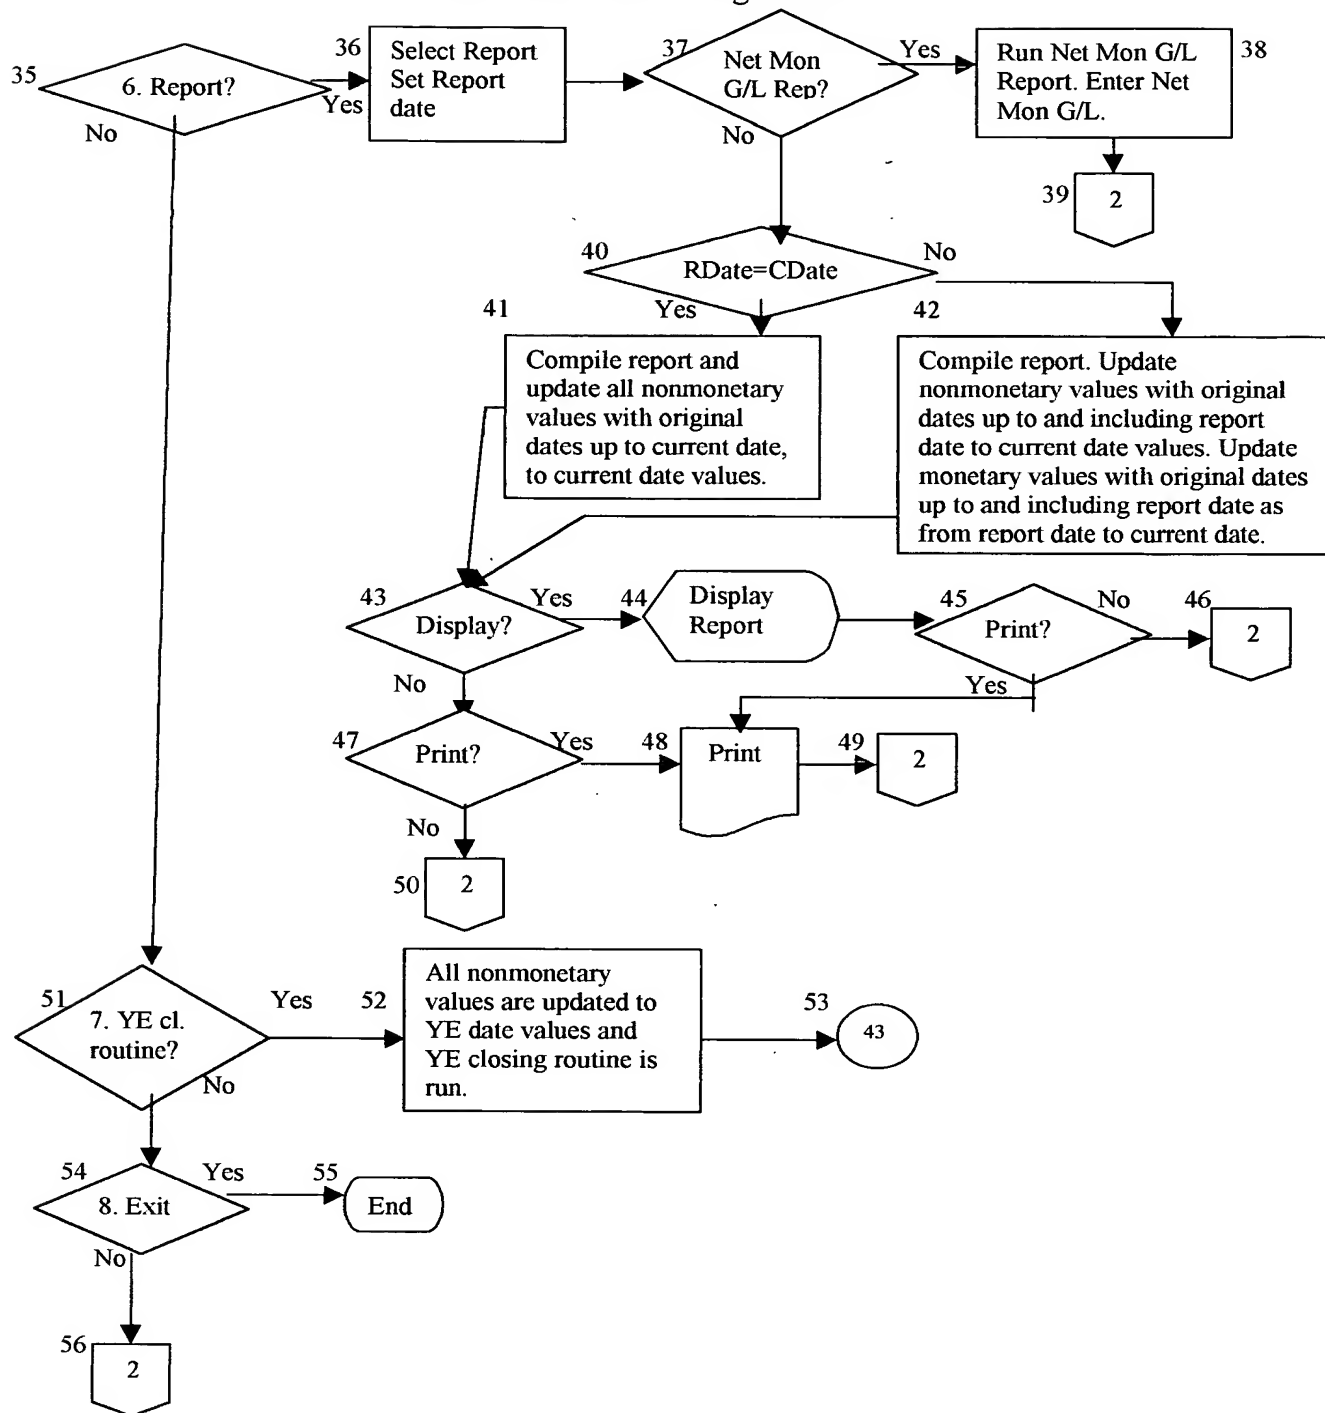 35
6. Report?
Yes
No
36
Select Report
Set Report
date
37
Net Mon
G/L Rep?
Yes
No
Run Net Mon G/L
Report. Enter Net
Mon G/L.
38
39
2
40
RDate=CDate
No
Yes
41
Compile report and
update all nonmonetary
values with original
dates up to current date,
to current date values.
42
Compile report. Update
nonmonetary values with original
dates up to and including report
date to current date values. Update
monetary values with original dates
up to and including report date as
from report date to current date.
43
Display?
Yes
No
44
Display
Report
45
Print?
No
Yes
46
2
47
Print?
Yes
No
48
Print
49
2
50
2
51
7. YE cl.
routine?
Yes
No
52
All nonmonetary
values are updated to
YE date values and
YE closing routine is
run.
53
43
54
8. Exit
Yes
No
55
End
56
2